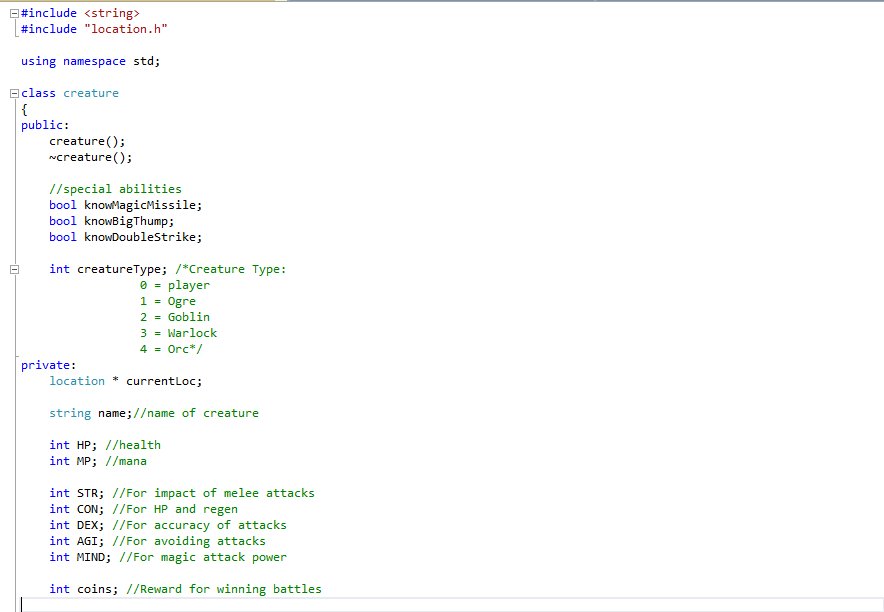 #include <string>
#include "location.h"
using namespace std;
class creature
{
public:
creature();
~creature();
//special abilities
bool knowMagicMissile;
bool knowBigThump;
bool knowDoubleStrike;
int creatureType; /*Creature Type:
0 = player
1 = Ogre
2 = Goblin
3 = Warlock
4 = Orc*/
private:
location * currentLoc;
string name;//name of creature
int HP; //health
int MP; //mana
int STR; //For impact of melee attacks
int CON; //For HP and regen
int DEX; //For accuracy of attacks
int AGI; //For avoiding attacks
int MIND; //For magic attack power
int coins; //Reward for winning battles